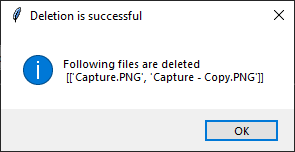 Deletion is successful
Following files are deleted
[['Capture.PNG', 'Capture - Copy.PNG']]
OK